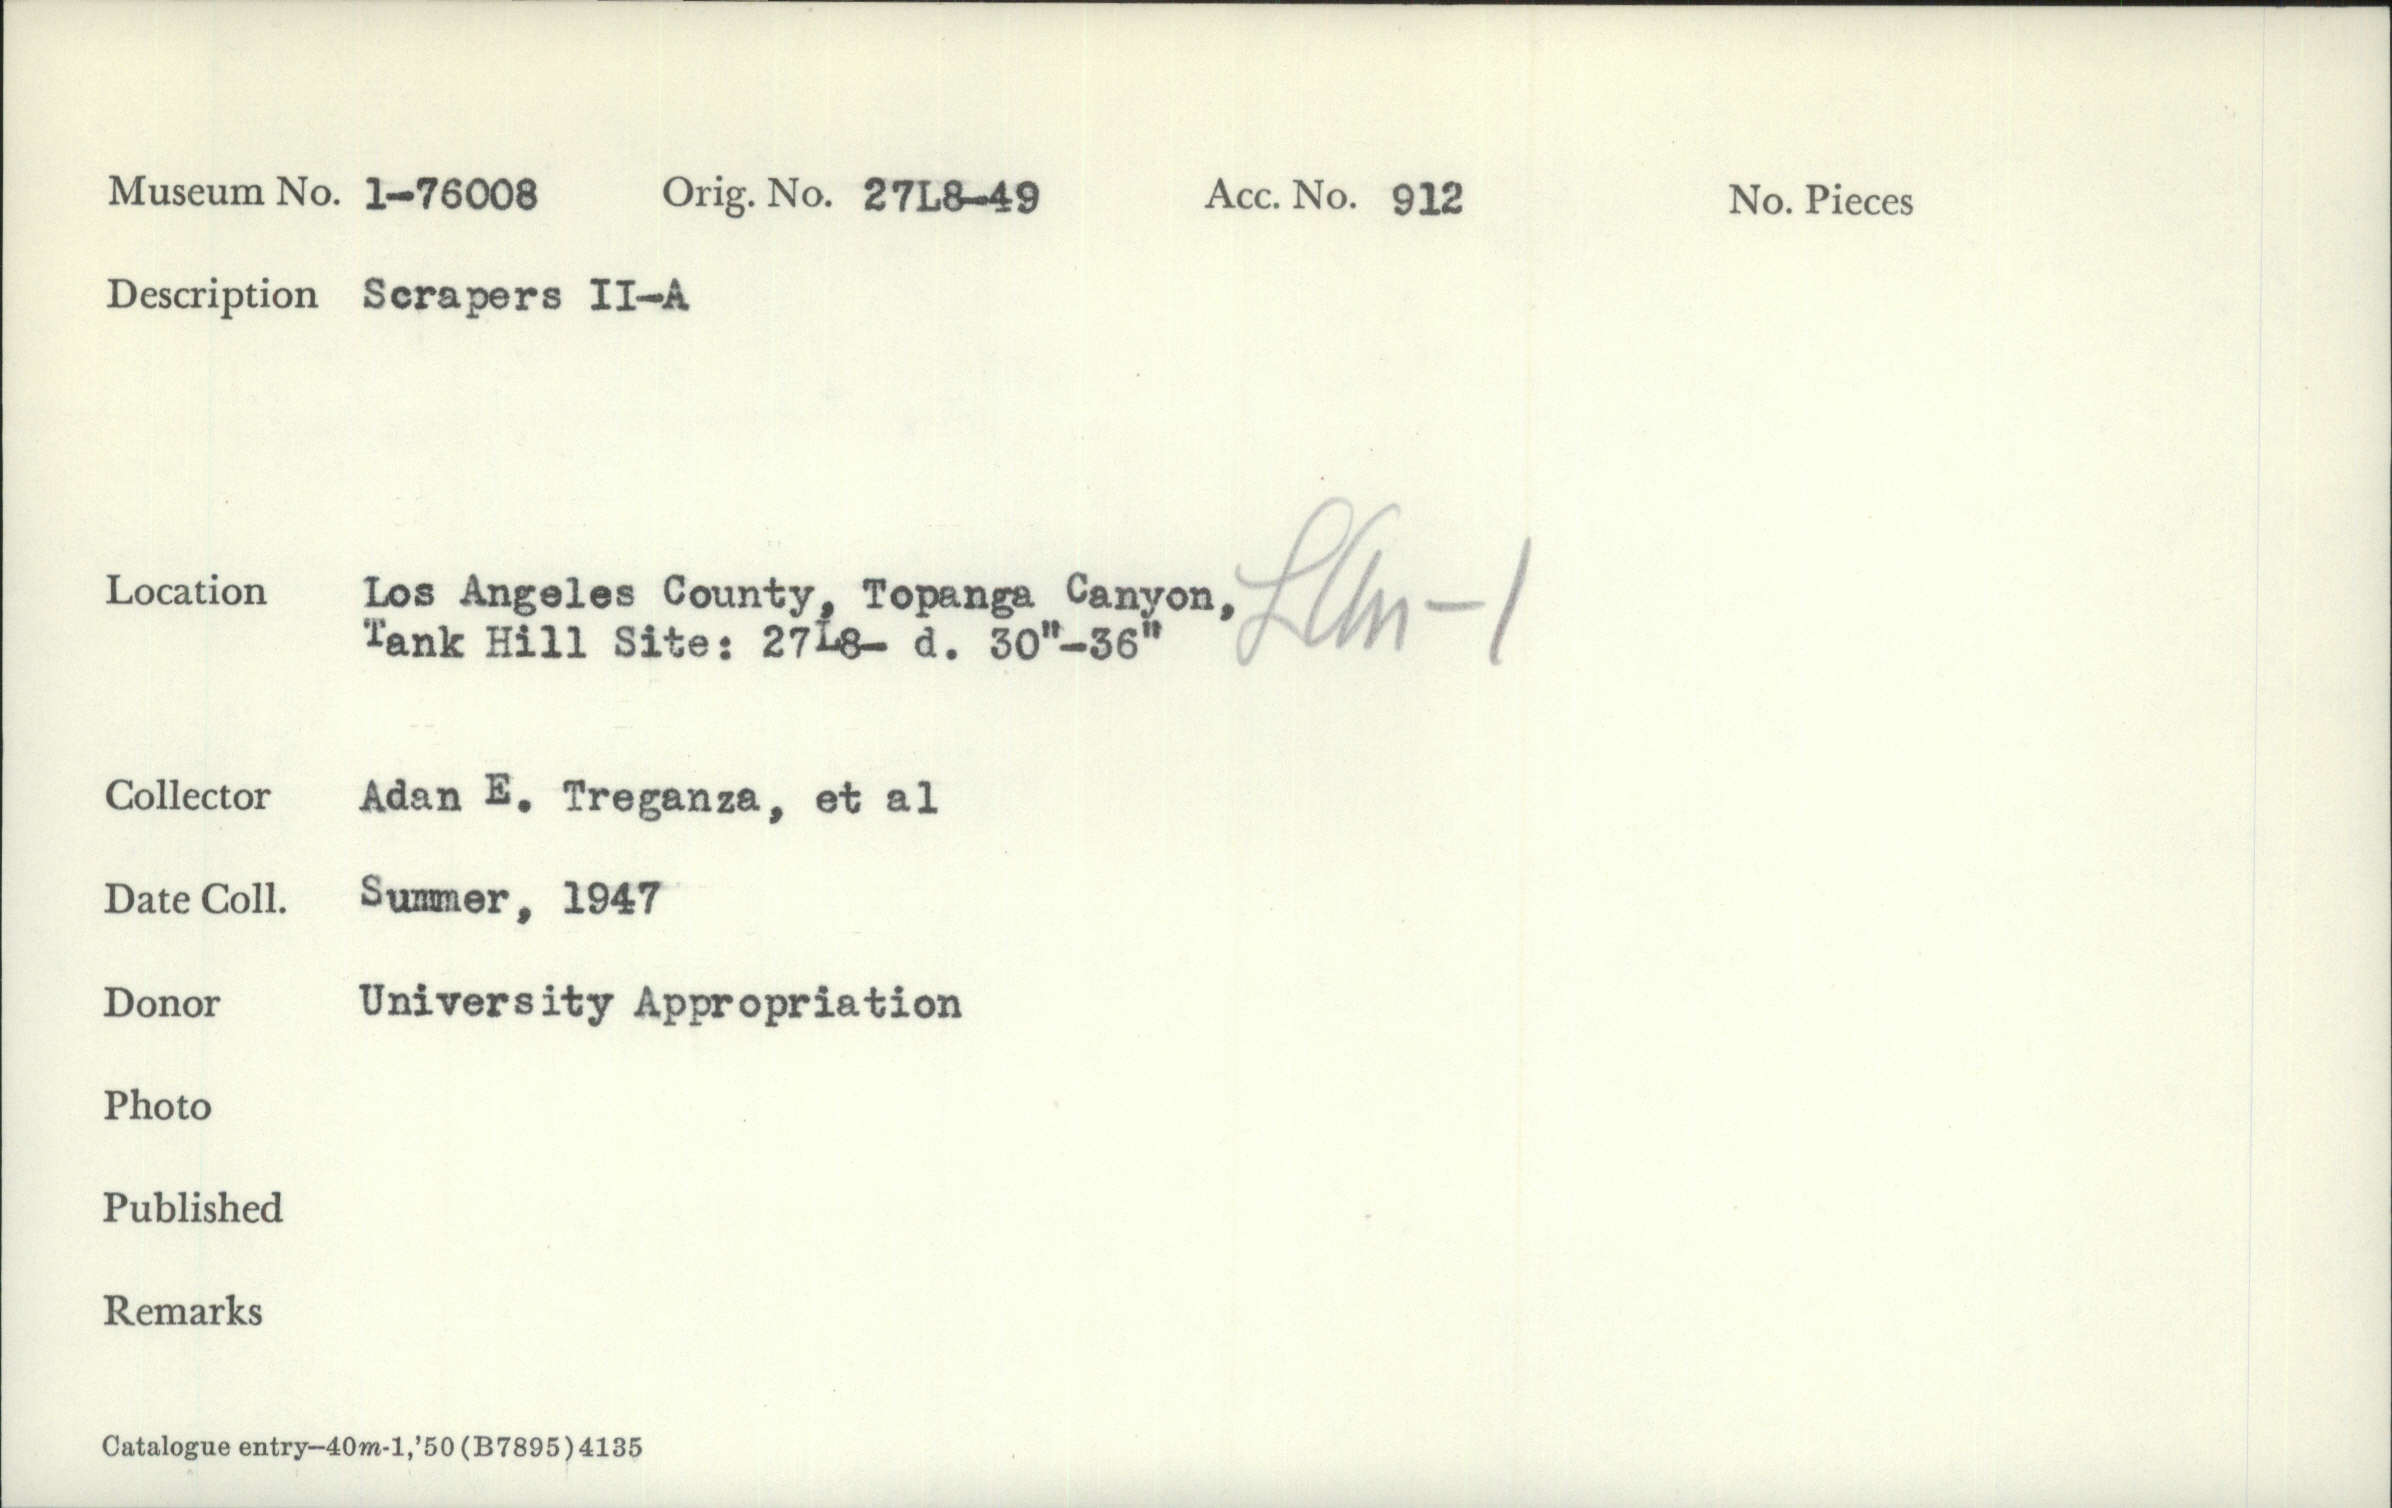 Museum No. 1-76008 Orig. No. 27L8-49 Acc. No. 912 No. Pieces
Description Scrapers II-A
Location Los Angeles County, Topanga Canyon, LAn-1
Tank Hill Site: 27L8- d. 30"-36"
Collector Adan E. Treganza, et al
Date Coll. Summer, 1947
Donor University Appropriation
Photo
Published
Remarks
Catalogue entry—40m-1,'50(B7895)4135